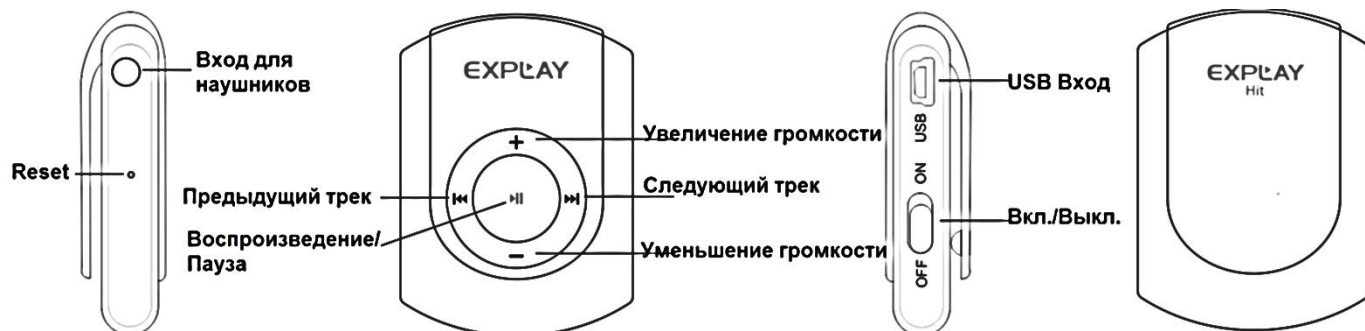 Вход для
наушников
Reset
EXPLAY
Увеличение громкости
Предыдущий трек
Следующий трек
Воспроизведение/
Пауза
Уменьшение громкости
USB Вход
USB
ON
Вкл./Выкл.
OFF
EXPLAY
Hit